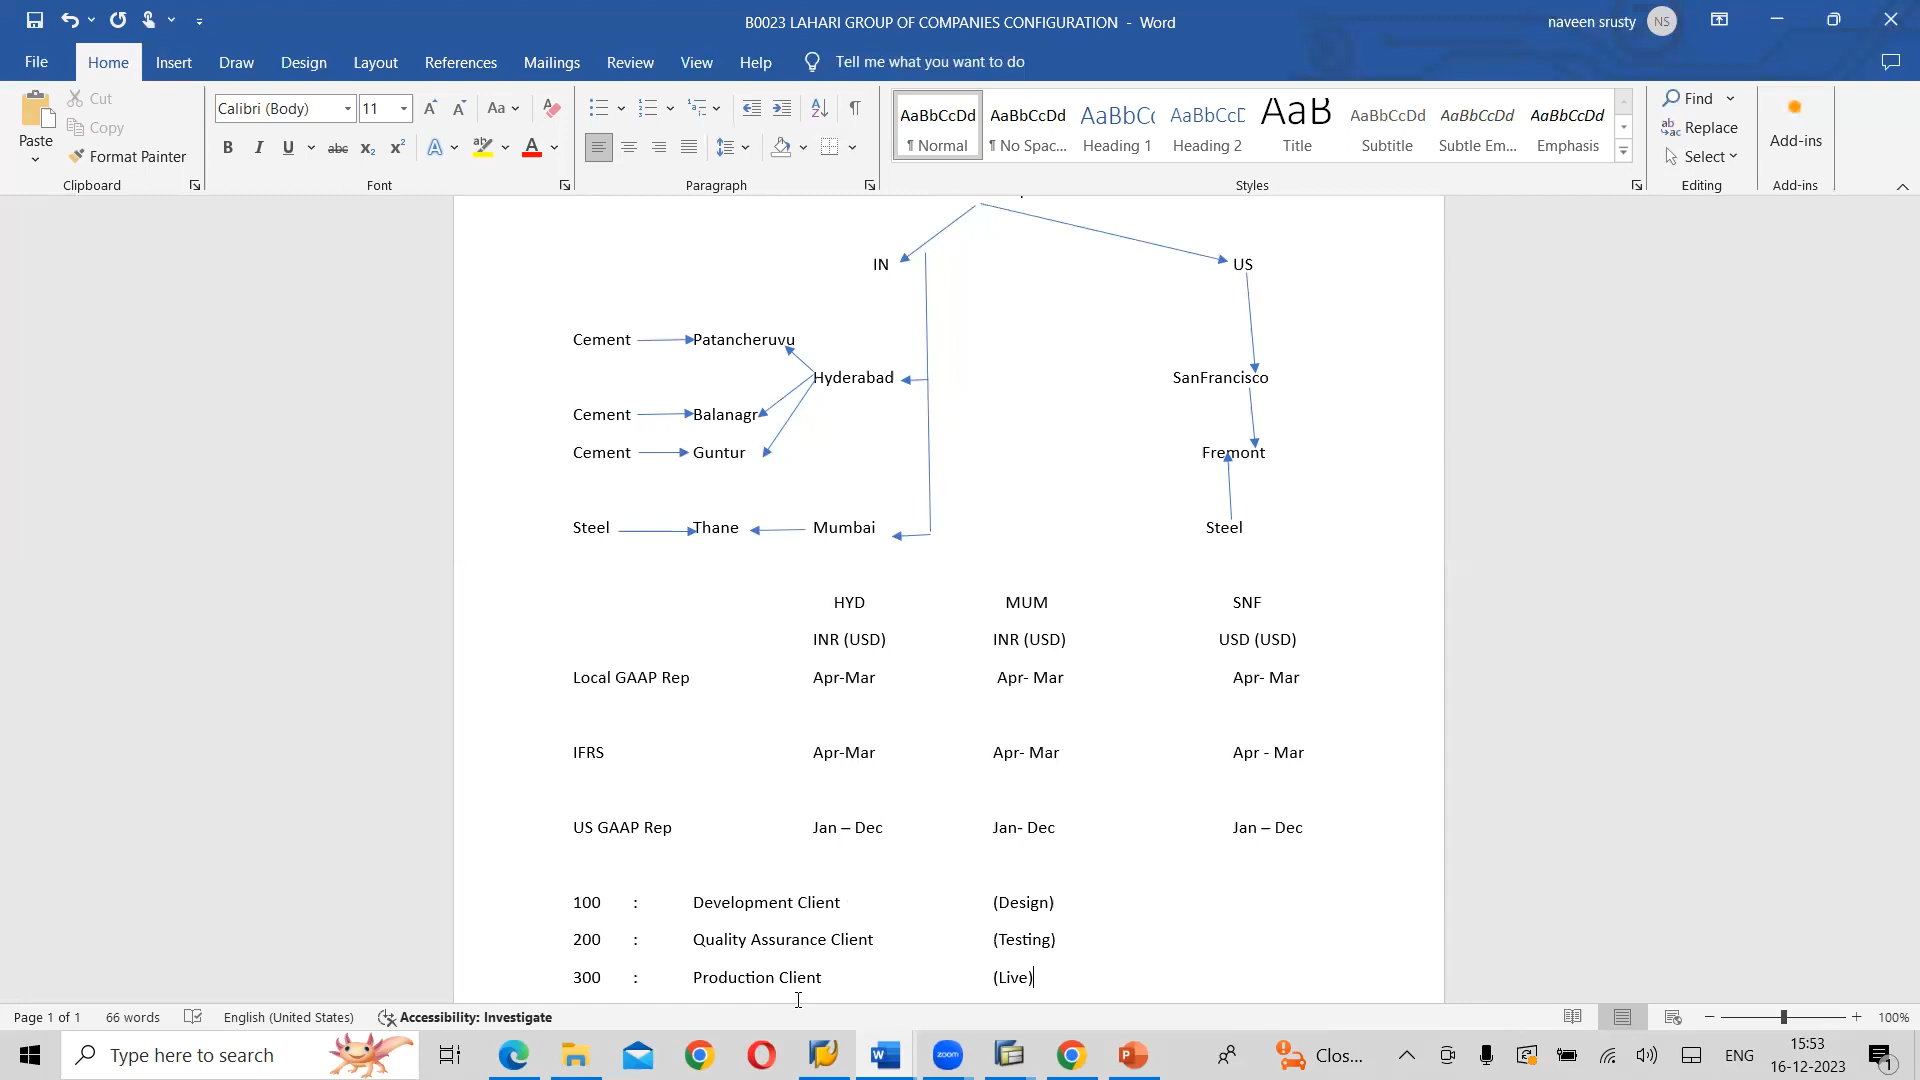 B0023 LAHARI GROUP OF COMPANIES CONFIGURATION - Word
naveen srusty NS
File Home Insert Draw Design Layout References Mailings Review View Help Tell me what you want to do
Paste
Cut
Copy
Format Painter
Clipboard
Calibri (Body) 11
Font
Paragraph
AaBbCcDd AaBbCcDd AaBbCc AaBbCcD AaB AaBbCcDd AaBbCcDd AaBbCcDd
¶ Normal ¶ No Spac... Heading 1 Heading 2 Title Subtitle Subtle Em... Emphasis
Styles
Find
Replace
Select
Editing
Add-ins
Add-ins
IN US
Cement Patancheruvu
Hyderabad SanFrancisco
Cement Balanagr
Cement Guntur Fremont
Steel Thane Mumbai Steel
HYD MUM SNF
INR (USD) INR (USD) USD (USD)
Local GAAP Rep Apr-Mar Apr- Mar Apr- Mar
IFRS Apr-Mar Apr- Mar Apr - Mar
US GAAP Rep Jan – Dec Jan- Dec Jan – Dec
100 : Development Client (Design)
200 : Quality Assurance Client (Testing)
300 : Production Client (Live)
Page 1 of 1 66 words English (United States) Accessibility: Investigate 100%
Type here to search zoom Clos... ENG 15:53
16-12-2023 1